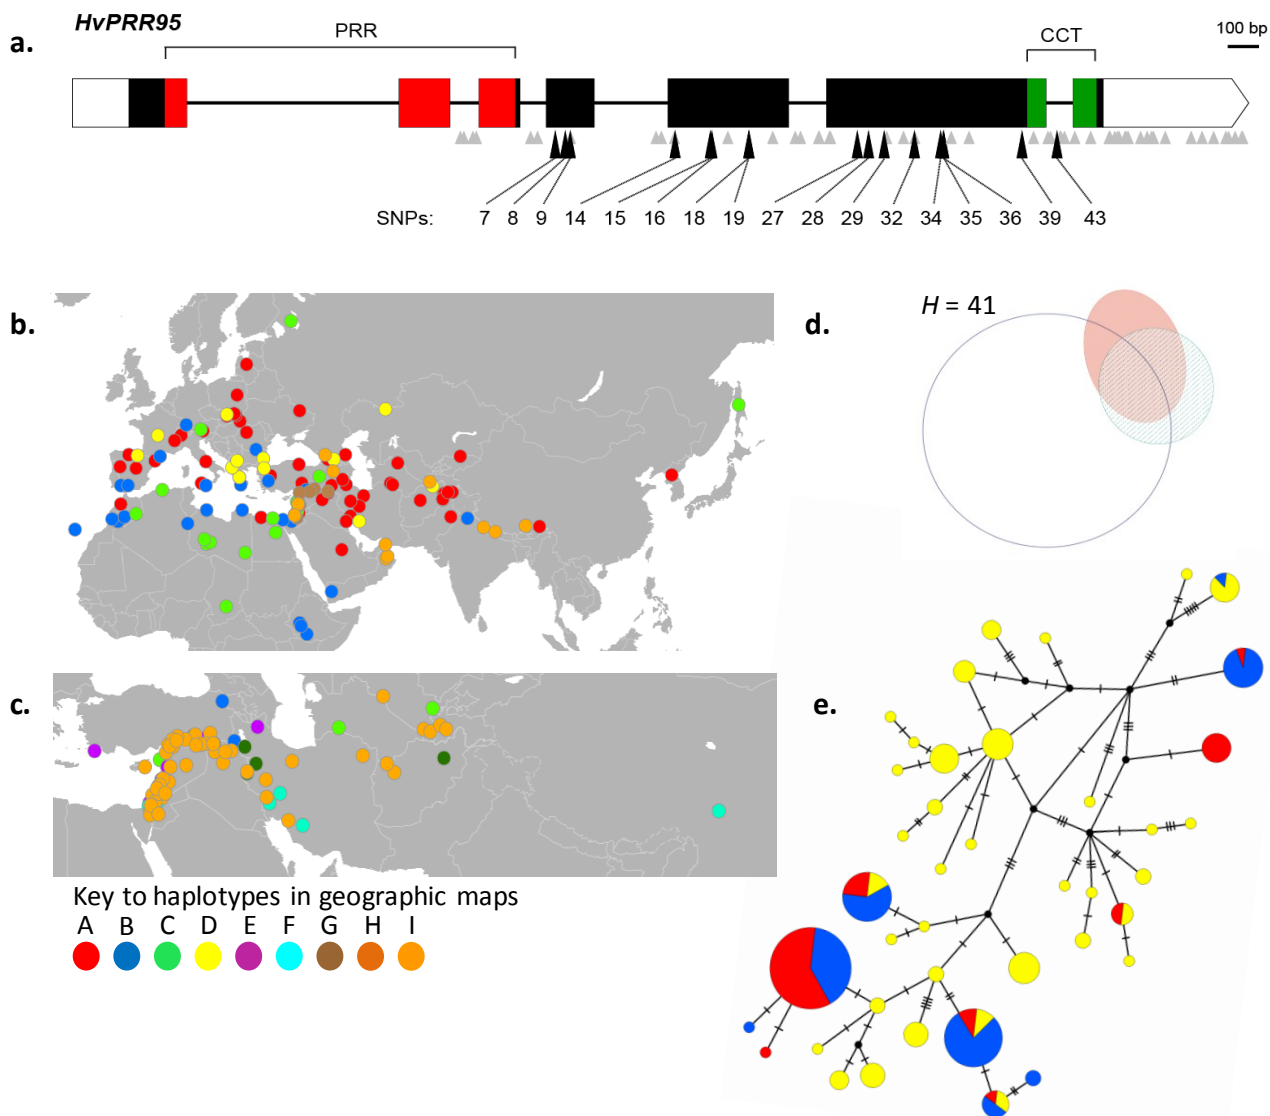 a.
HvPRR95
PRR
CCT
100 bp
SNPs: 7 8 9 14 15 16 18 19 27 28 29 32 34 35 36 39 43
b.
c.
Key to haplotypes in geographic maps
A B C D E F G H I
d.
H = 41
e.